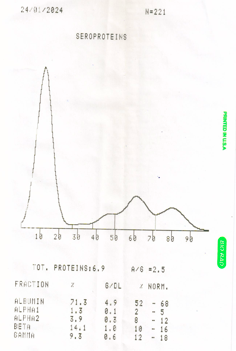 24/01/2024 N=221
SEROPROTEINS
PRINTED IN U.S.A.
10 20 30 40 50 60 70 80 90
TOT. PROTEINS:6.9 A/G =2.5
FRACTION % G/DL % NORM.
ALBUMIN 71.3 4.9 52 - 68
ALPHA1 1.3 0.1 2 - 5
ALPHA2 3.9 0.3 8 - 12
BETA 14.1 1.0 10 - 16
GAMMA 9.3 0.6 12 - 18